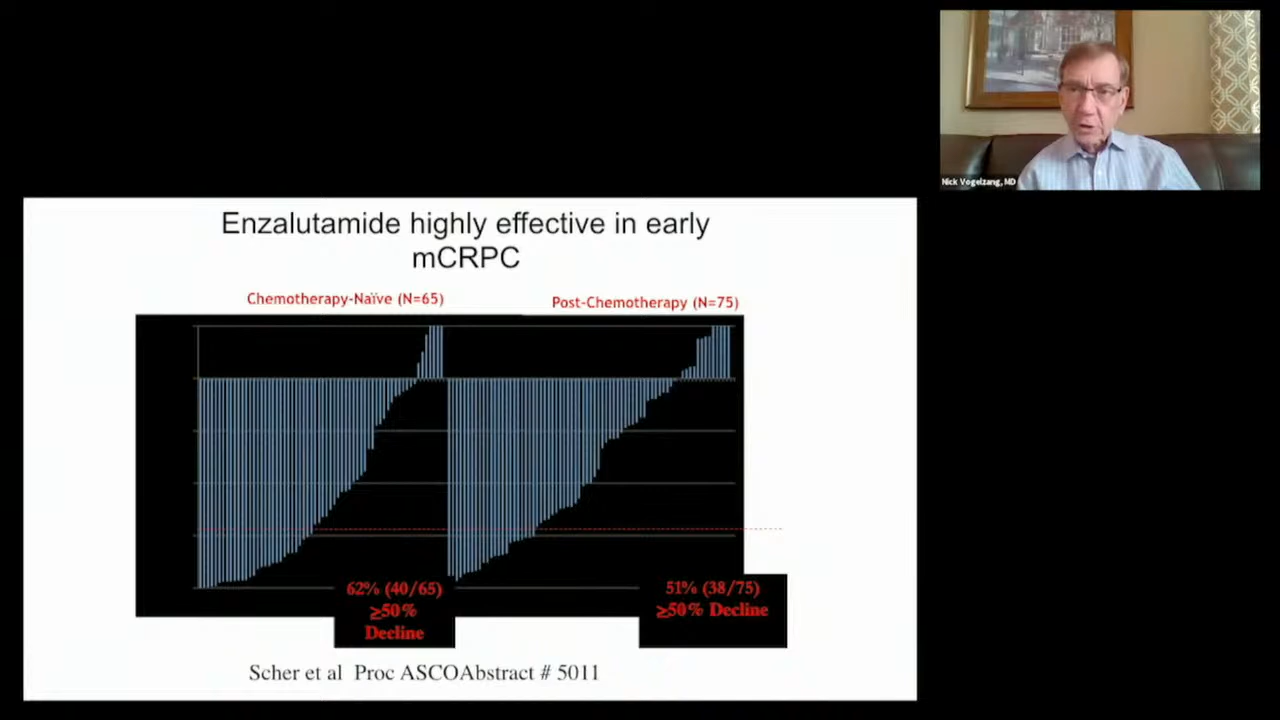 Nick Vogelzang, MD
Enzalutamide highly effective in early
mCRPC
Chemotherapy-Naïve (N=65)
Post-Chemotherapy (N=75)
62% (40/65)
≥50%
Decline
51% (38/75)
≥50% Decline
Scher et al Proc ASCOAbstract # 5011